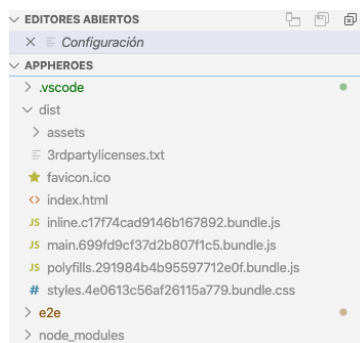 EDITORES ABIERTOS
Configuración
APPHEROES
.vscode
dist
assets
3rdpartylicenses.txt
favicon.ico
index.html
JS inline.c17f74cad9146b167892.bundle.js
JS main.699fd9cf37d2b807f1c5.bundle.js
JS polyfills.291984b4b95597712e0f.bundle.js
# styles.4e0613c56af26115a779.bundle.css
e2e
node_modules